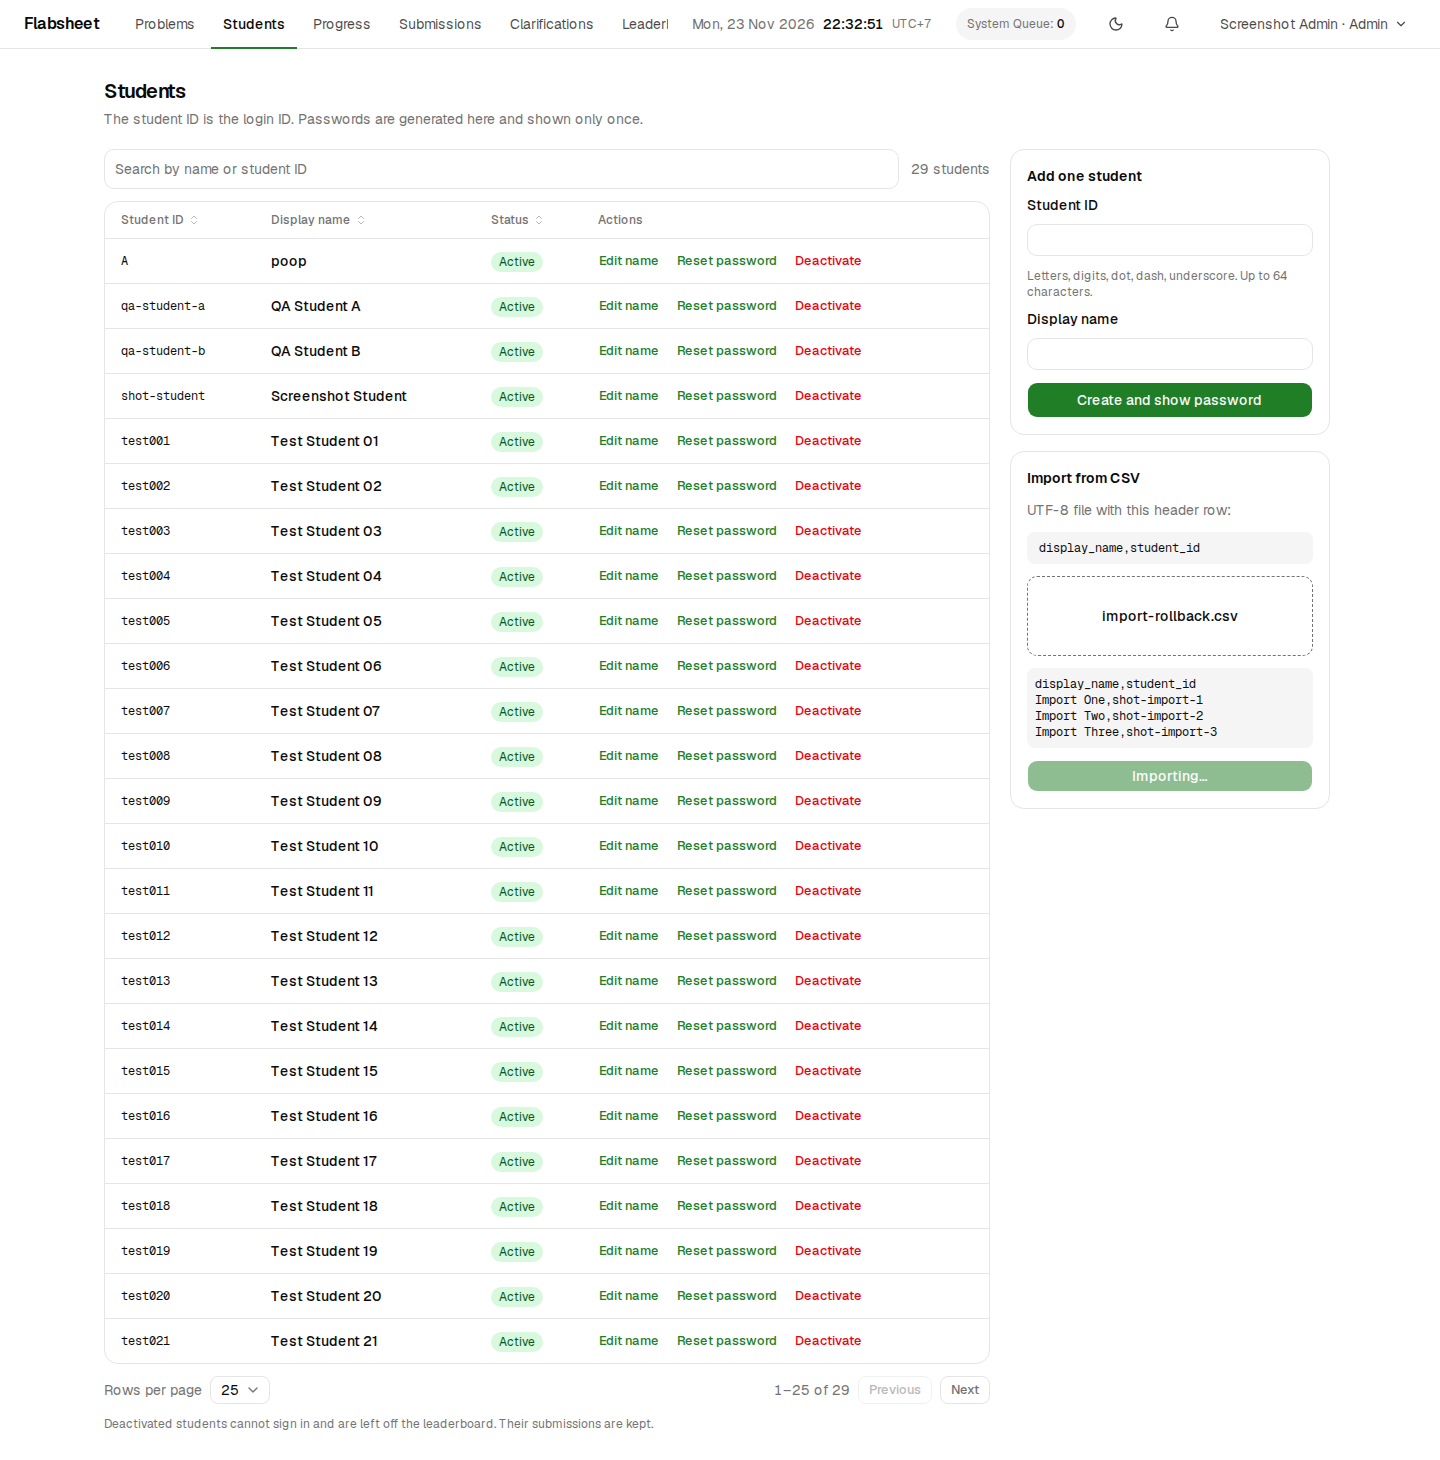 Flabsheet Problems Students Progress Submissions Clarifications Leader Mon, 23 Nov 2026 22:32:51 UTC+7 System Queue: 0 Screenshot Admin · Admin
Students
The student ID is the login ID. Passwords are generated here and shown only once.
Search by name or student ID 29 students
Student ID Display name Status Actions
A poop Active Edit name Reset password Deactivate
qa-student-a QA Student A Active Edit name Reset password Deactivate
qa-student-b QA Student B Active Edit name Reset password Deactivate
shot-student Screenshot Student Active Edit name Reset password Deactivate
test001 Test Student 01 Active Edit name Reset password Deactivate
test002 Test Student 02 Active Edit name Reset password Deactivate
test003 Test Student 03 Active Edit name Reset password Deactivate
test004 Test Student 04 Active Edit name Reset password Deactivate
test005 Test Student 05 Active Edit name Reset password Deactivate
test006 Test Student 06 Active Edit name Reset password Deactivate
test007 Test Student 07 Active Edit name Reset password Deactivate
test008 Test Student 08 Active Edit name Reset password Deactivate
test009 Test Student 09 Active Edit name Reset password Deactivate
test010 Test Student 10 Active Edit name Reset password Deactivate
test011 Test Student 11 Active Edit name Reset password Deactivate
test012 Test Student 12 Active Edit name Reset password Deactivate
test013 Test Student 13 Active Edit name Reset password Deactivate
test014 Test Student 14 Active Edit name Reset password Deactivate
test015 Test Student 15 Active Edit name Reset password Deactivate
test016 Test Student 16 Active Edit name Reset password Deactivate
test017 Test Student 17 Active Edit name Reset password Deactivate
test018 Test Student 18 Active Edit name Reset password Deactivate
test019 Test Student 19 Active Edit name Reset password Deactivate
test020 Test Student 20 Active Edit name Reset password Deactivate
test021 Test Student 21 Active Edit name Reset password Deactivate
Rows per page 25 1–25 of 29 Previous Next
Deactivated students cannot sign in and are left off the leaderboard. Their submissions are kept.
Add one student
Student ID
Letters, digits, dot, dash, underscore. Up to 64
characters.
Display name
Create and show password
Import from CSV
UTF-8 file with this header row:
display_name,student_id
import-rollback.csv
display_name,student_id
Import One,shot-import-1
Import Two,shot-import-2
Import Three,shot-import-3
Importing…